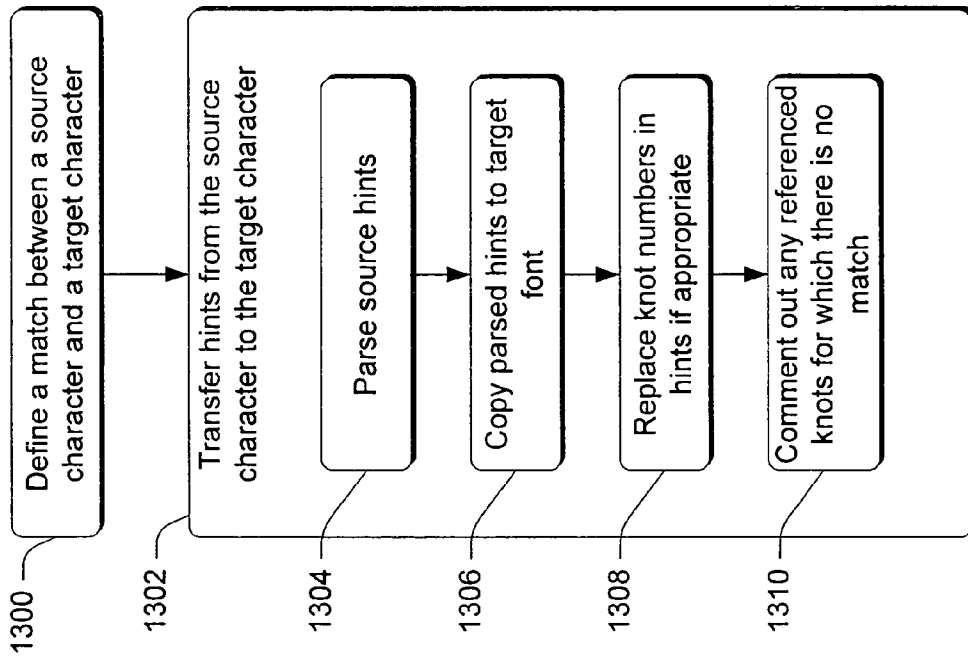 1300
Define a match between a source
character and a target character
1302
Transfer hints from the source
character to the target character
1304
Parse source hints
1306
Copy parsed hints to target
font
1308
Replace knot numbers in
hints if appropriate
1310
Comment out any referenced
knots for which there is no
match